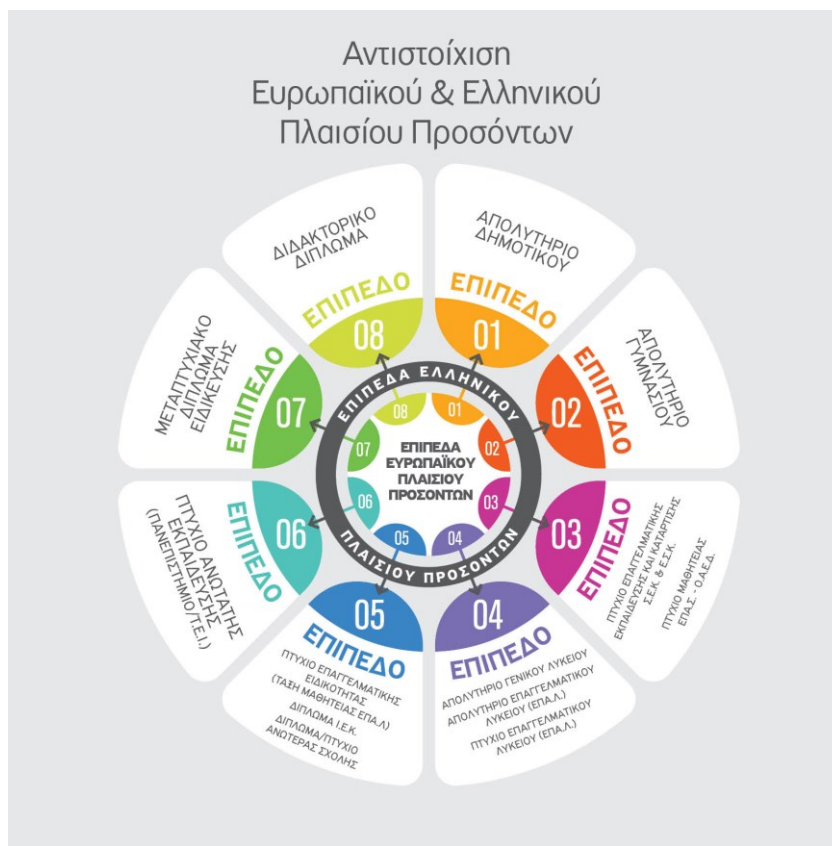 Αντιστοίχιση
Ευρωπαϊκού & Ελληνικού
Πλαισίου Προσόντων
ΑΠΟΛΥΤΗΡΙΟ
ΔΗΜΟΤΙΚΟΥ
ΕΠΙΠΕΔΟ
01
ΑΠΟΛΥΤΗΡΙΟ
ΓΥΜΝΑΣΙΟΥ
ΕΠΙΠΕΔΟ
02
ΠΤΥΧΙΟ ΕΠΑΓΓΕΛΜΑΤΙΚΗΣ
ΕΚΠΑΙΔΕΥΣΗΣ ΚΑΙ ΚΑΤΑΡΤΙΣΗΣ
Σ.Ε.Κ. & Ε.Σ.Κ.
ΠΤΥΧΙΟ ΜΑΘΗΤΕΙΑΣ
ΕΠΑ.Σ. - Ο.Α.Ε.Δ.
ΕΠΙΠΕΔΟ
03
04
ΕΠΙΠΕΔΟ
ΑΠΟΛΥΤΗΡΙΟ ΓΕΝΙΚΟΥ ΛΥΚΕΙΟΥ
ΑΠΟΛΥΤΗΡΙΟ ΕΠΑΓΓΕΛΜΑΤΙΚΟΥ
ΛΥΚΕΙΟΥ (ΕΠΑ.Λ.)
ΠΤΥΧΙΟ ΕΠΑΓΓΕΛΜΑΤΙΚΟΥ
ΛΥΚΕΙΟΥ (ΕΠΑ.Λ.)
05
ΕΠΙΠΕΔΟ
ΠΤΥΧΙΟ ΕΠΑΓΓΕΛΜΑΤΙΚΗΣ
ΕΙΔΙΚΟΤΗΤΑΣ
(ΤΑΞΗ ΜΑΘΗΤΕΙΑΣ ΕΠΑ.Λ)
ΔΙΠΛΩΜΑ Ι.Ε.Κ.
ΔΙΠΛΩΜΑ/ΠΤΥΧΙΟ
ΑΝΩΤΕΡΑΣ ΣΧΟΛΗΣ
06
ΕΠΙΠΕΔΟ
ΠΤΥΧΙΟ ΑΝΩΤΑΤΗΣ
ΕΚΠΑΙΔΕΥΣΗΣ
(ΠΑΝΕΠΙΣΤΗΜΙΟ/Τ.Ε.Ι.)
ΜΕΤΑΠΤΥΧΙΑΚΟ
ΔΙΠΛΩΜΑ
ΕΙΔΙΚΕΥΣΗΣ
ΕΠΙΠΕΔΟ
07
ΔΙΔΑΚΤΟΡΙΚΟ
ΔΙΠΛΩΜΑ
ΕΠΙΠΕΔΟ
08
ΕΠΙΠΕΔΑ ΕΛΛΗΝΙΚΟΥ
ΠΛΑΙΣΙΟΥ ΠΡΟΣΟΝΤΩΝ
01
02
03
04
05
06
07
08
ΕΠΙΠΕΔΑ
ΕΥΡΩΠΑΪΚΟΥ
ΠΛΑΙΣΙΟΥ
ΠΡΟΣΟΝΤΩΝ